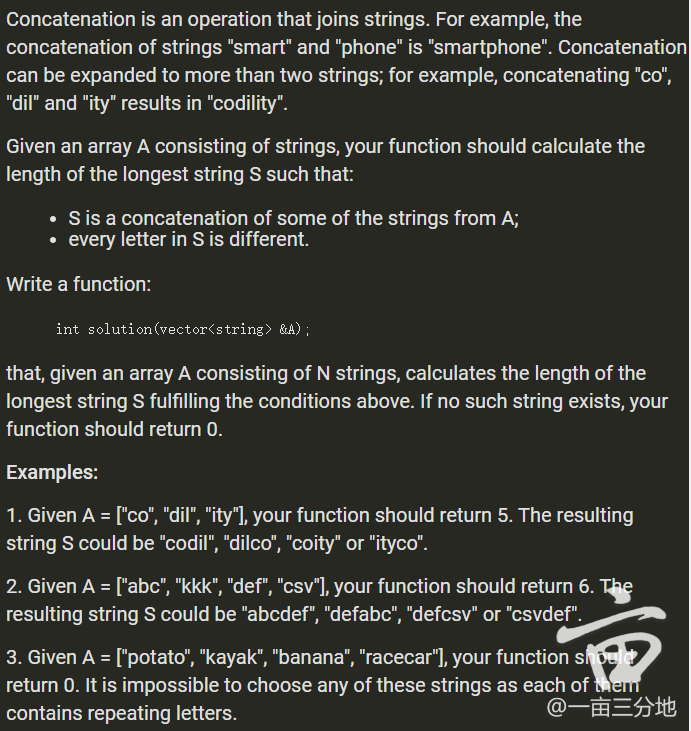 Concatenation is an operation that joins strings. For example, the
concatenation of strings "smart" and "phone" is "smartphone". Concatenation
can be expanded to more than two strings; for example, concatenating "co",
"dil" and "ity" results in "codility".
Given an array A consisting of strings, your function should calculate the
length of the longest string S such that:
• S is a concatenation of some of the strings from A;
• every letter in S is different.
Write a function:
int solution(vector<string> &A);
that, given an array A consisting of N strings, calculates the length of the
longest string S fulfilling the conditions above. If no such string exists, your
function should return 0.
Examples:
1. Given A = ["co", "dil", "ity"], your function should return 5. The resulting
string S could be "codil", "dilco", "coity" or "ityco".
2. Given A = ["abc", "kkk", "def", "csv"], your function should return 6. The
resulting string S could be "abcdef", "defabc", "defcsv" or "csvdef".
3. Given A = ["potato", "kayak", "banana", "racecar"], your function should
return 0. It is impossible to choose any of these strings as each of them
contains repeating letters.
亩
@一亩三分地